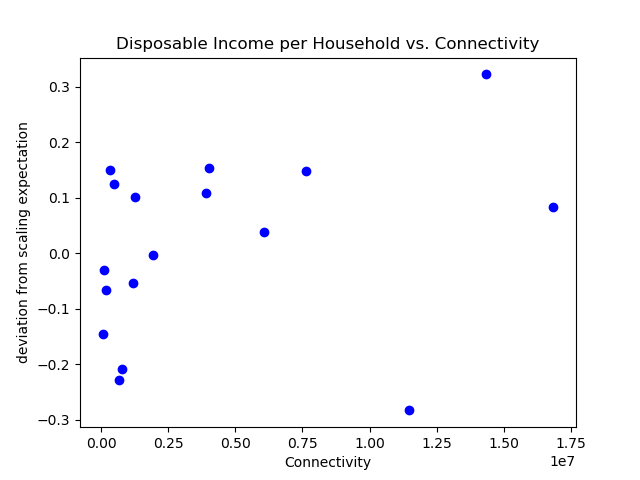 Disposable Income per Household vs. Connectivity
deviation from scaling expectation
0.3
0.2
0.1
0.0
−0.1
−0.2
−0.3
0.00 0.25 0.50 0.75 1.00 1.25 1.50 1.75
1e7
Connectivity